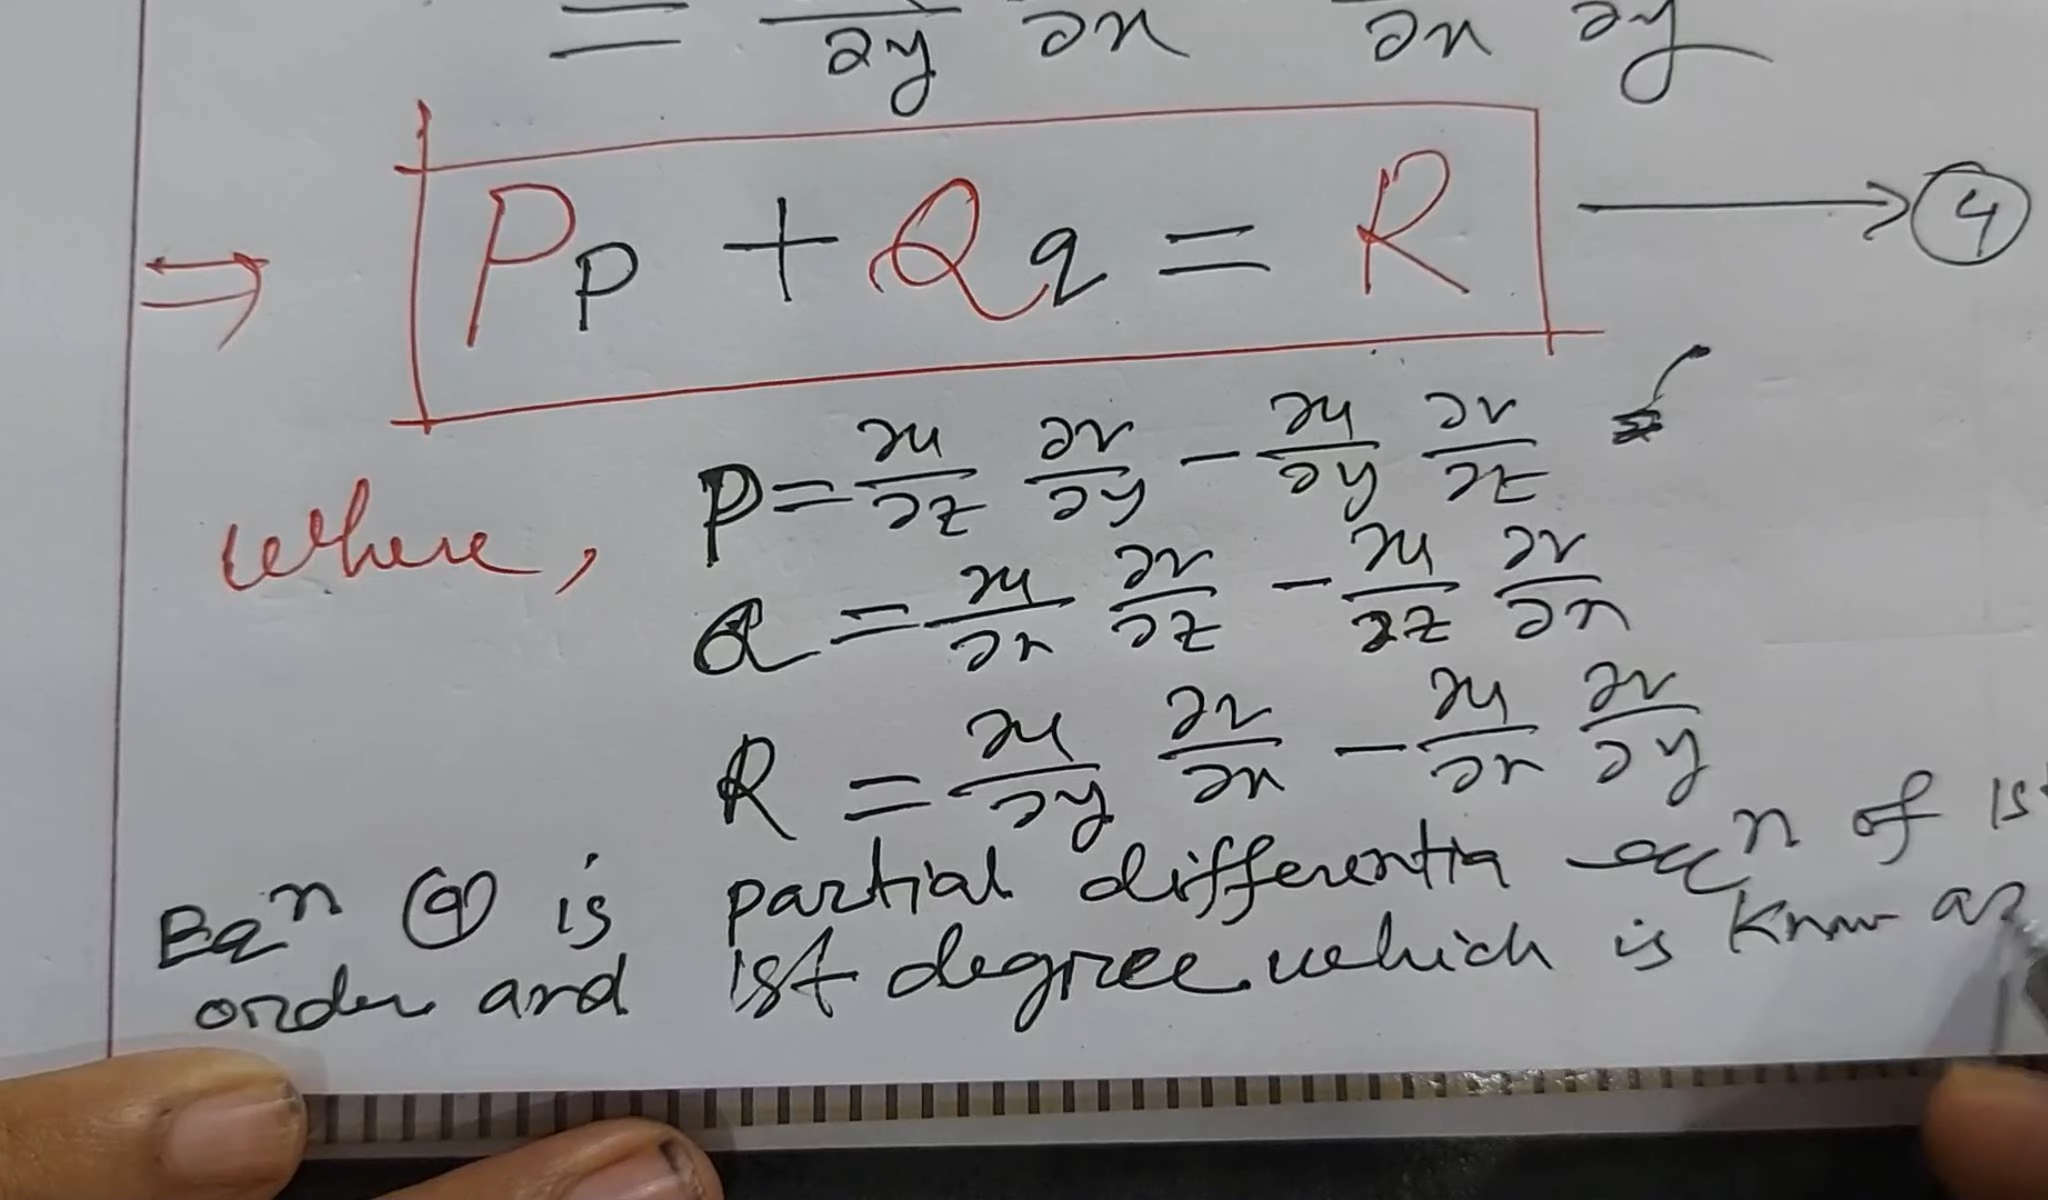 = ∂y ∂x ∂x ∂y
⇒ Pp + Qq = R → ④
where, P = ∂u/∂z ∂v/∂y − ∂u/∂y ∂v/∂z
Q = ∂u/∂x ∂v/∂z − ∂u/∂z ∂v/∂x
R = ∂u/∂y ∂v/∂x − ∂u/∂x ∂v/∂y
Eqⁿ ④ is partial differentia eqⁿ of 1st
order and 1st degree which is know as